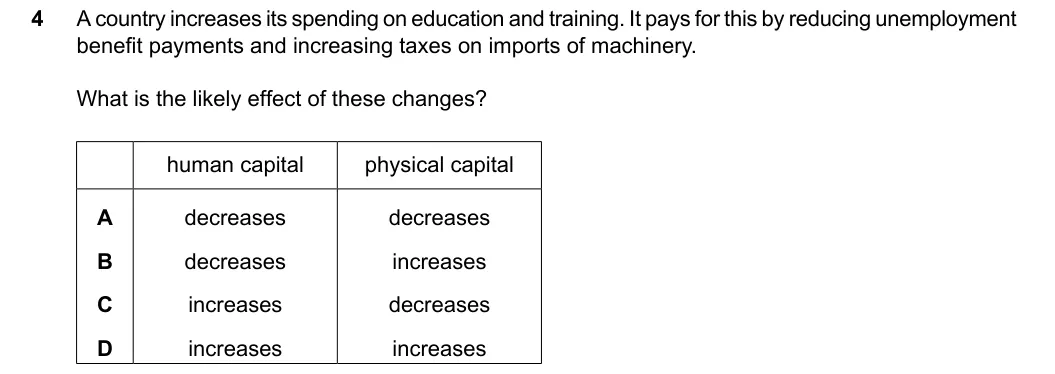 4 A country increases its spending on education and training. It pays for this by reducing unemployment
benefit payments and increasing taxes on imports of machinery.
What is the likely effect of these changes?
human capital physical capital
A decreases decreases
B decreases increases
C increases decreases
D increases increases